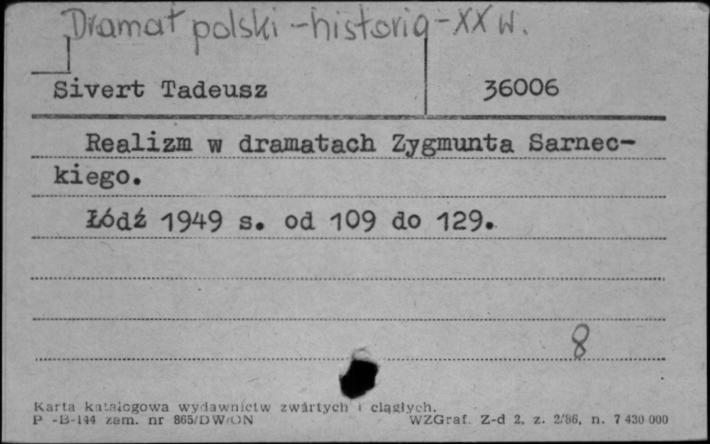 Dramat polski - historia - XX w.
Sivert Tadeusz 36006
Realizm w dramatach Zygmunta Sarnec-
kiego.
Łódź 1949 s. od 109 do 129.
8
Karta katalogowa wydawnictw zwartych i ciągłych.
P-B-144 zam. nr 865/DW/ON WZGraf. Z-d 2, z. 2/86, n. 7 430 000